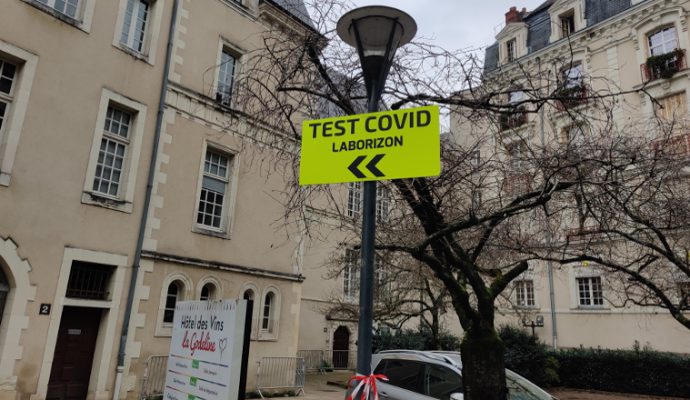 TEST COVID
LABORIZON
2
Hôtel des Vins
la Godeline